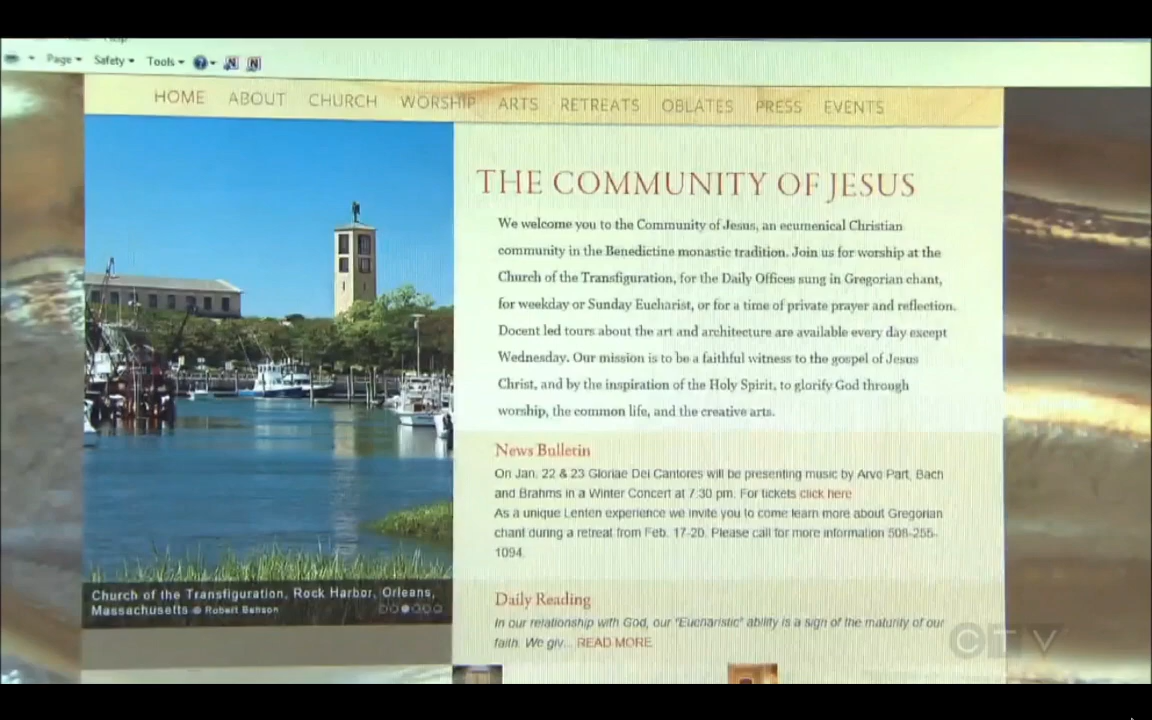 Help
Page Safety Tools
HOME ABOUT CHURCH WORSHIP ARTS RETREATS OBLATES PRESS EVENTS
THE COMMUNITY OF JESUS
We welcome you to the Community of Jesus, an ecumenical Christian
community in the Benedictine monastic tradition. Join us for worship at the
Church of the Transfiguration, for the Daily Offices sung in Gregorian chant,
for weekday or Sunday Eucharist, or for a time of private prayer and reflection.
Docent led tours about the art and architecture are available every day except
Wednesday. Our mission is to be a faithful witness to the gospel of Jesus
Christ, and by the inspiration of the Holy Spirit, to glorify God through
worship, the common life, and the creative arts.
News Bulletin
On Jan. 22 & 23 Gloriae Dei Cantores will be presenting music by Arvo Part, Bach
and Brahms in a Winter Concert at 7:30 pm. For tickets click here
As a unique Lenten experience we invite you to come learn more about Gregorian
chant during a retreat from Feb. 17-20. Please call for more information 508-255-
1094.
Church of the Transfiguration, Rock Harbor, Orleans,
Massachusetts © Robert Benson
Daily Reading
In our relationship with God, our "Eucharistic" ability is a sign of the maturity of our
faith. We giv... READ MORE
CTV